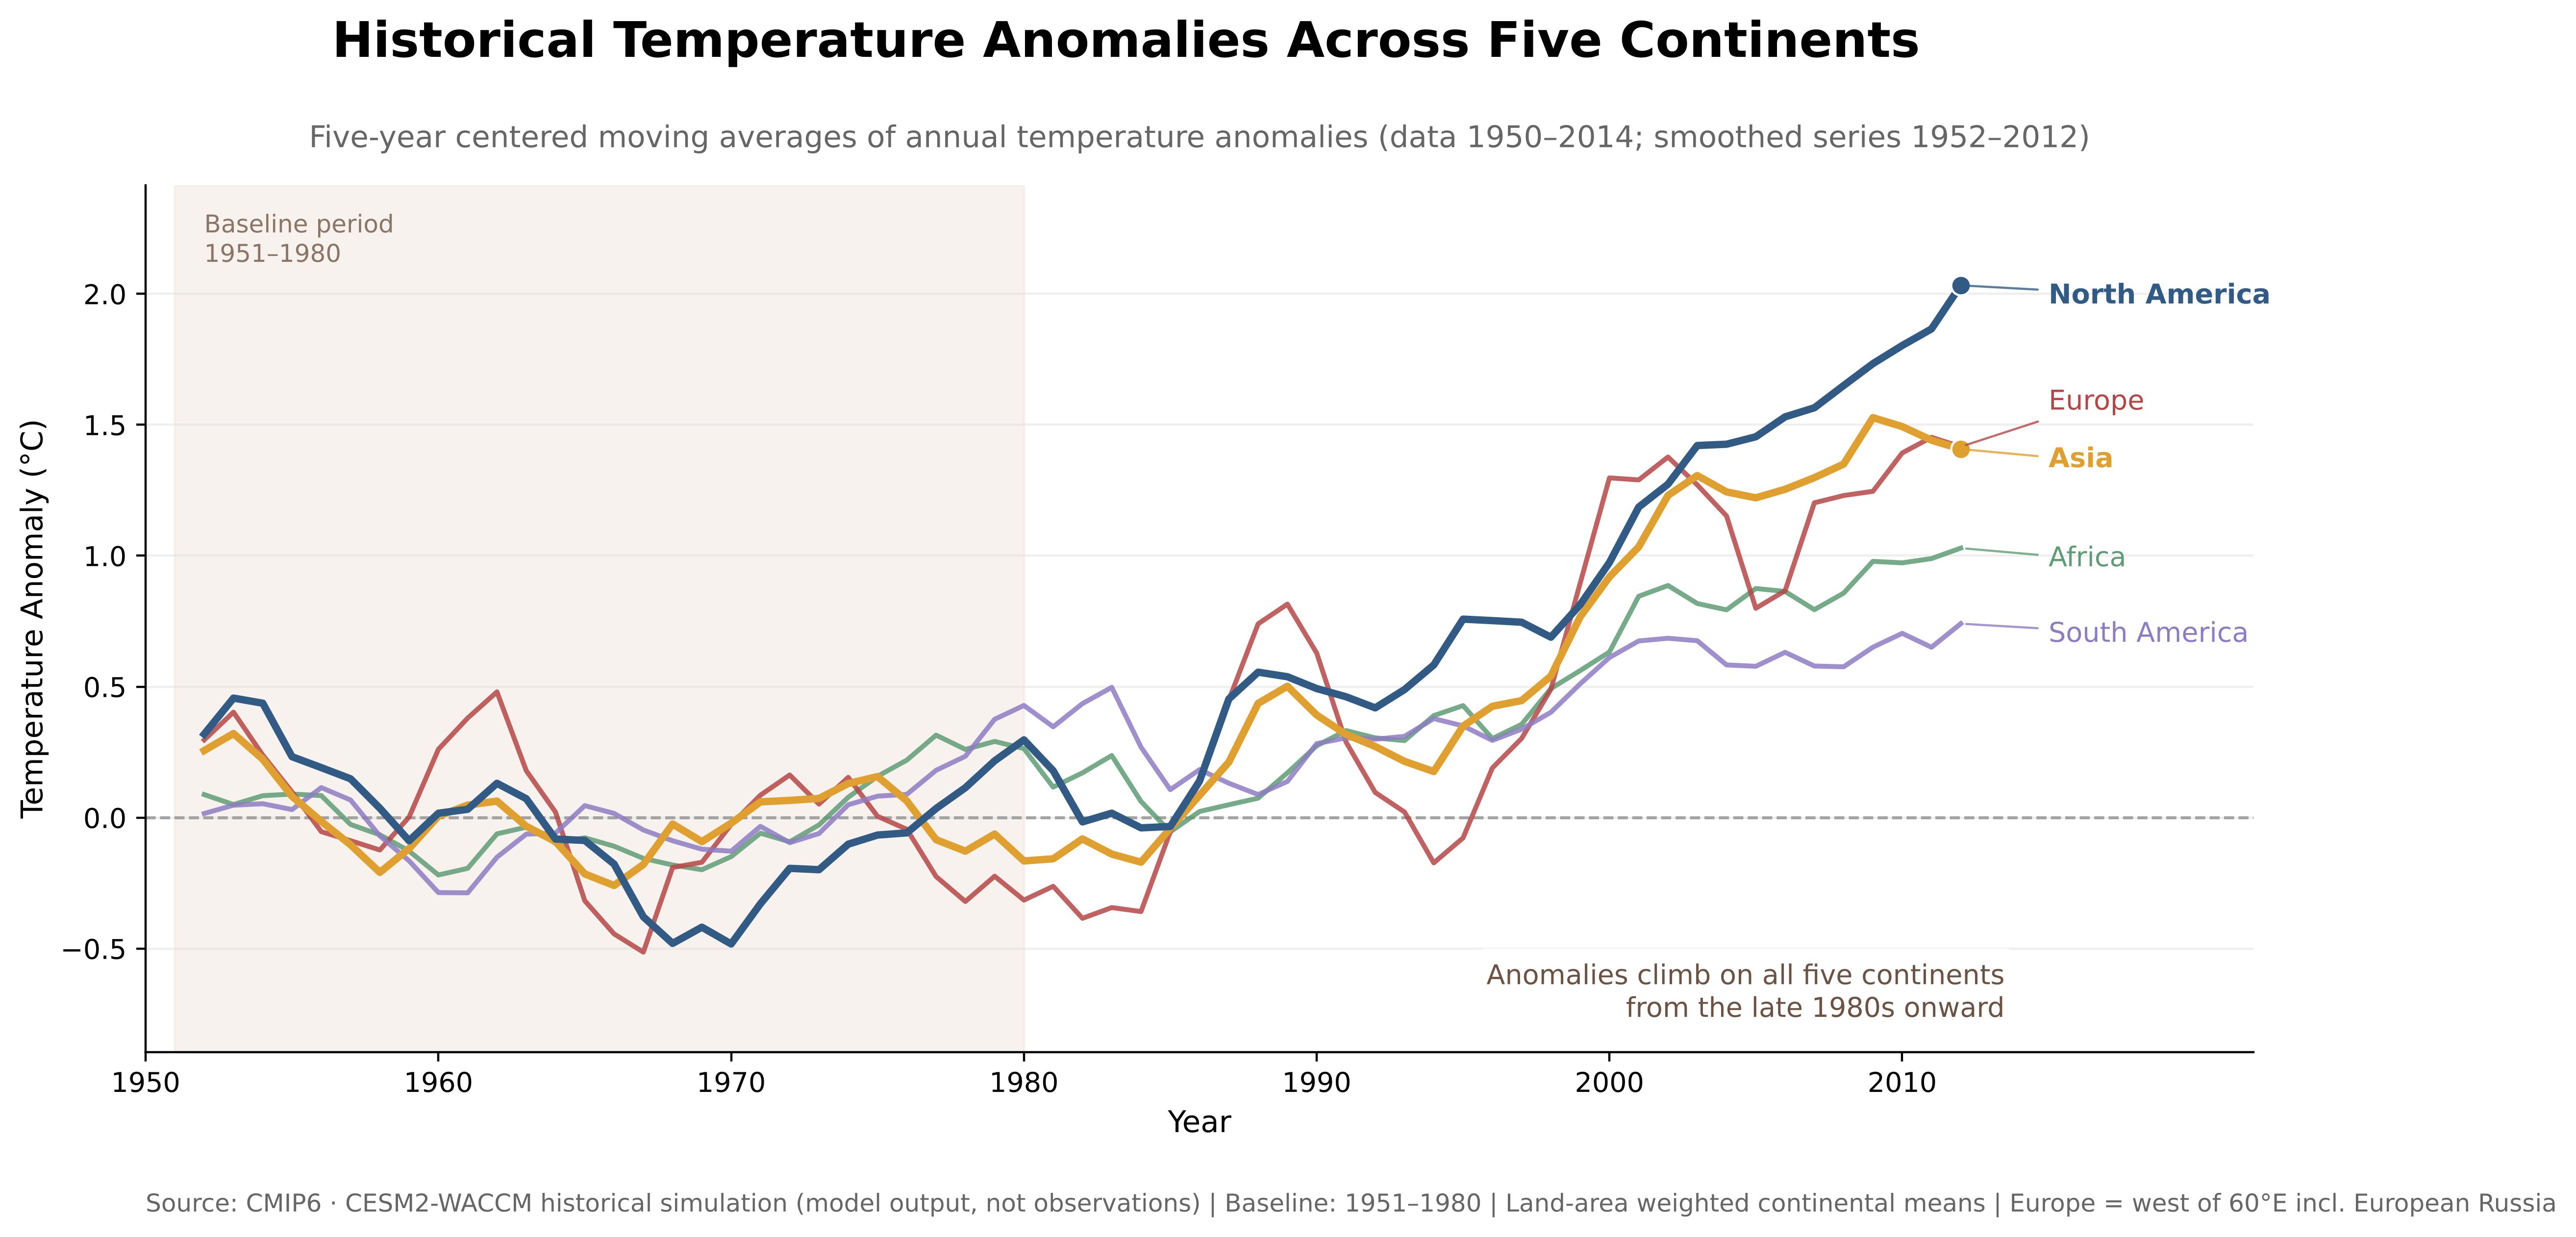 Historical Temperature Anomalies Across Five Continents
Five-year centered moving averages of annual temperature anomalies (data 1950–2014; smoothed series 1952–2012)
Baseline period
1951–1980
Temperature Anomaly (°C)
2.0
1.5
1.0
0.5
0.0
−0.5
North America
Europe
Asia
Africa
South America
Anomalies climb on all five continents
from the late 1980s onward
1950 1960 1970 1980 1990 2000 2010
Year
Source: CMIP6 · CESM2-WACCM historical simulation (model output, not observations) | Baseline: 1951–1980 | Land-area weighted continental means | Europe = west of 60°E incl. European Russia